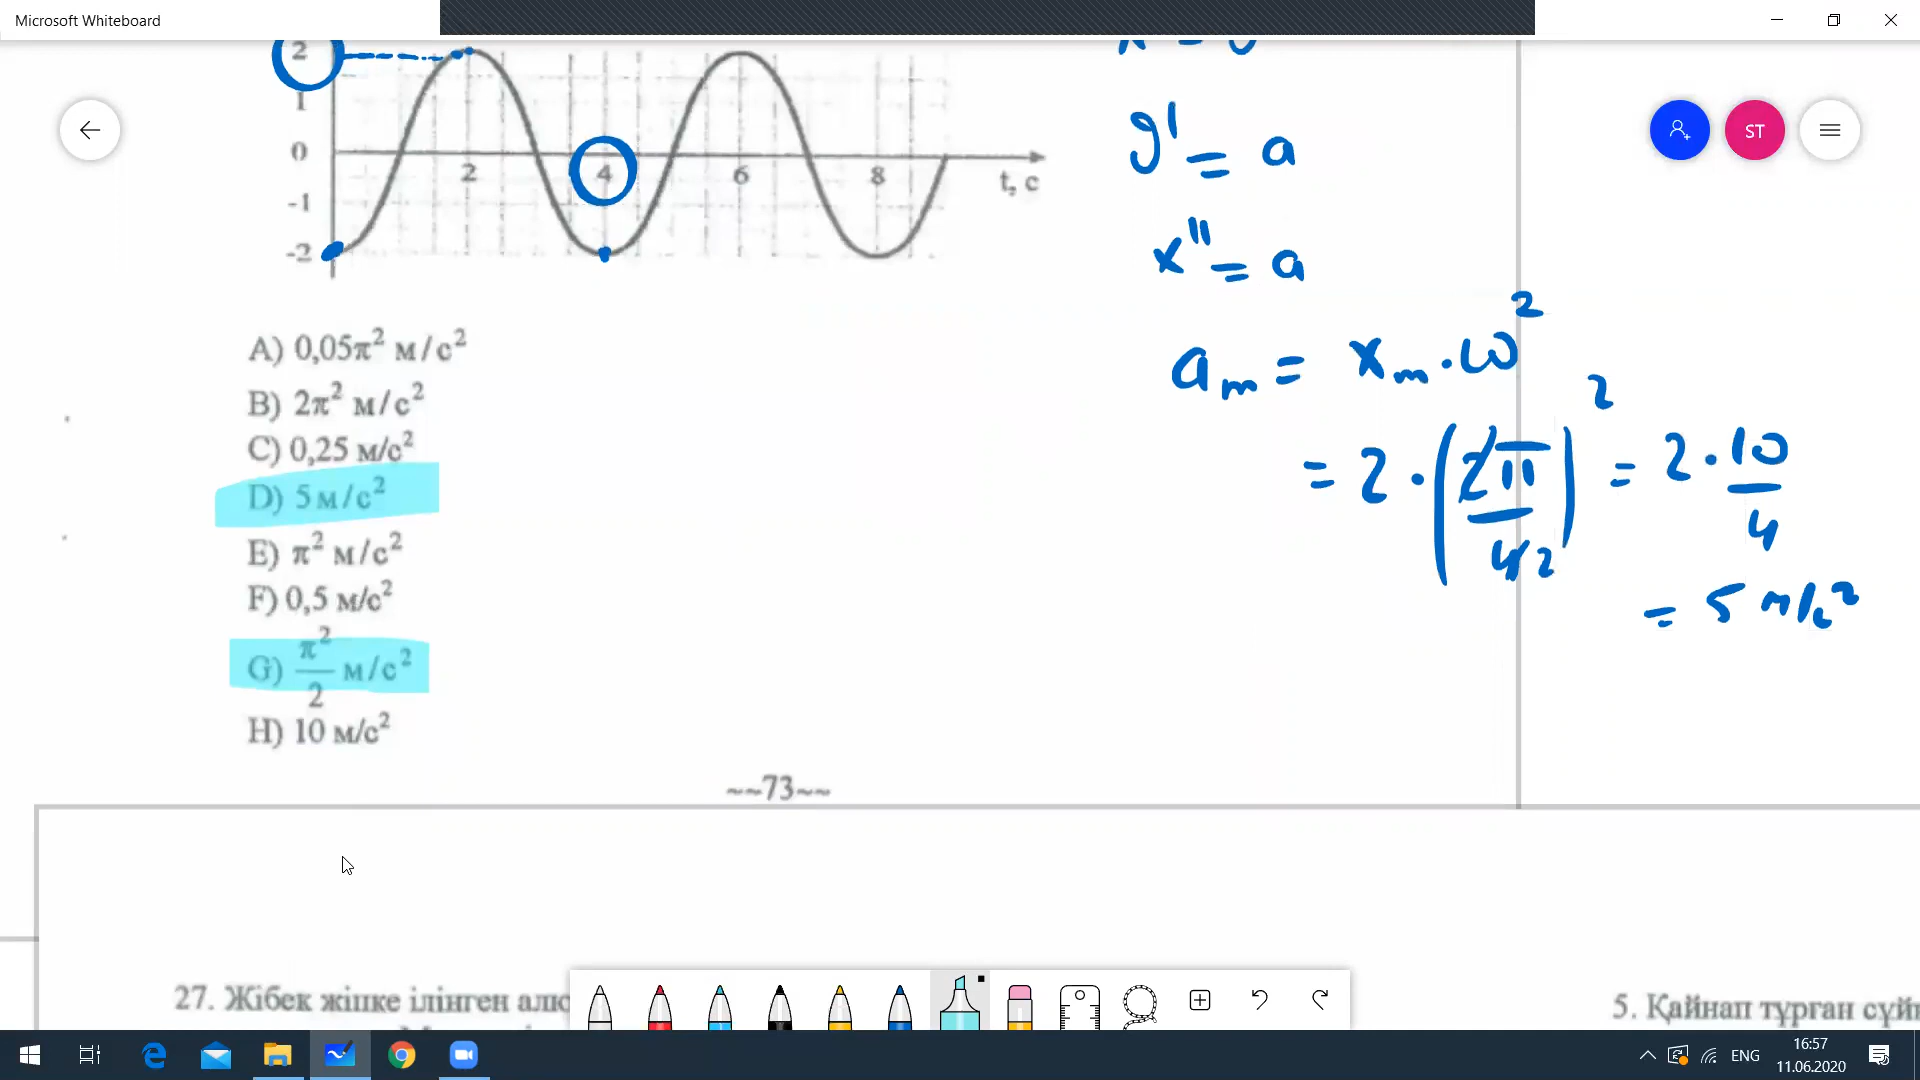 Microsoft Whiteboard
2
1
0
-1
-2
2
4
6
8
t, c
ϑ' = a
x'' = a
ST
A) 0,05π² м/с²
B) 2π² м/с²
C) 0,25 м/с²
D) 5 м/с²
E) π² м/с²
F) 0,5 м/с²
G) π²/2 м/с²
H) 10 м/с²
aₘ = xₘ · ω²
= 2 · (2π/4 2)² = 2 · 10/4
= 5 м/с²
~~73~~
27. Жібек жіпке ілінген
5. Қайнап тұрған
ENG
16:57
11.06.2020